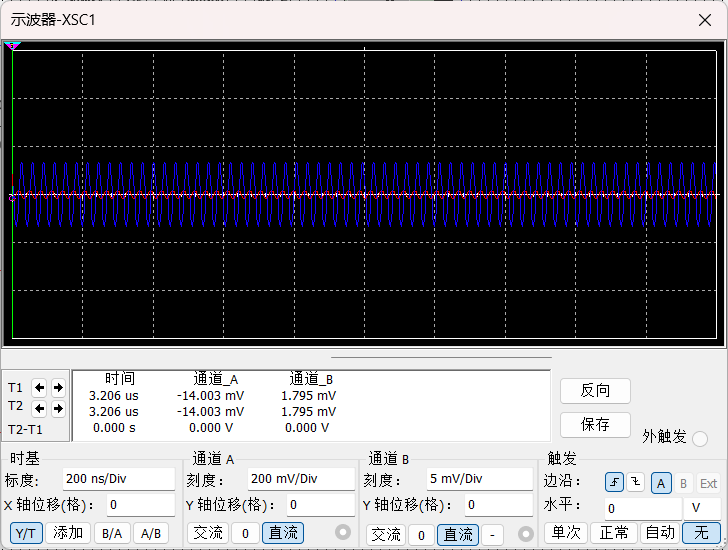 示波器-XSC1
时间 通道_A 通道_B
T1 3.206 us -14.003 mV 1.795 mV
T2 3.206 us -14.003 mV 1.795 mV
T2-T1 0.000 s 0.000 V 0.000 V
反向
保存
外触发
时基
标度： 200 ns/Div
X 轴位移(格)： 0
Y/T 添加 B/A A/B
通道 A
刻度： 200 mV/Div
Y 轴位移(格)： 0
交流 0 直流
通道 B
刻度： 5 mV/Div
Y 轴位移(格)： 0
交流 0 直流 -
触发
边沿： A B Ext
水平： 0 V
单次 正常 自动 无